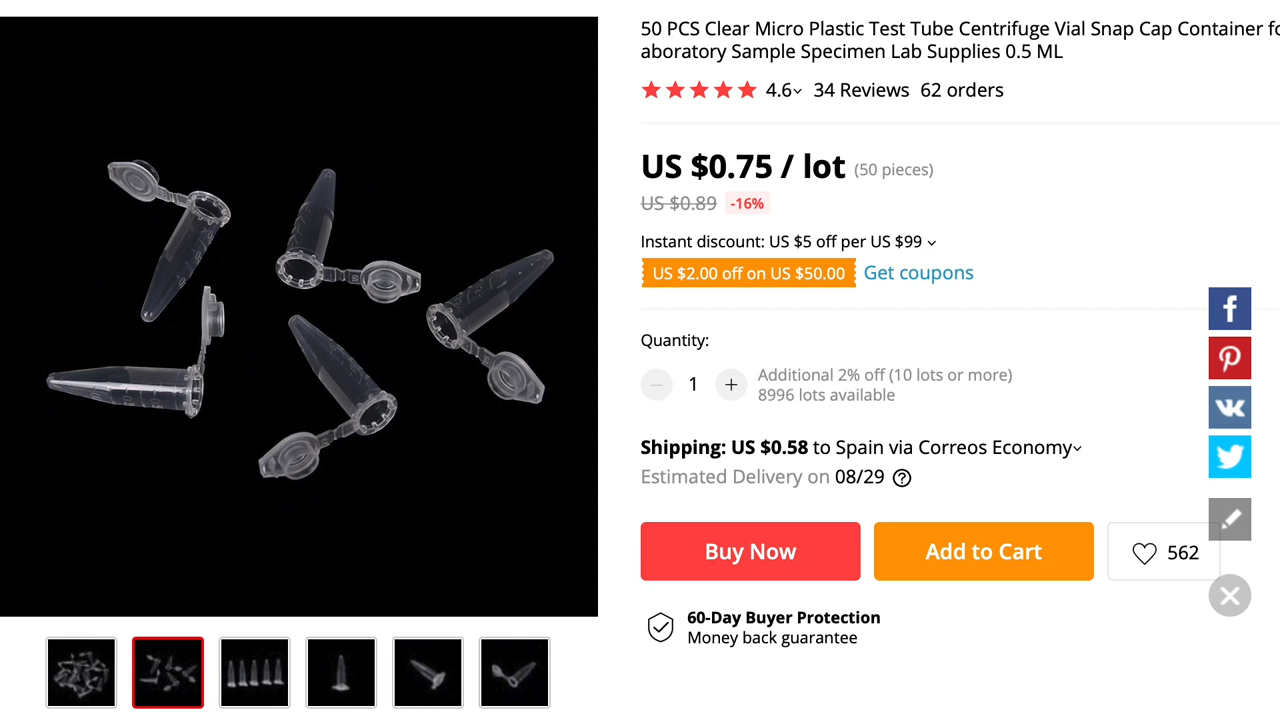 50 PCS Clear Micro Plastic Test Tube Centrifuge Vial Snap Cap Container
aboratory Sample Specimen Lab Supplies 0.5 ML
4.6 34 Reviews 62 orders
US $0.75 / lot (50 pieces)
US $0.89 -16%
Instant discount: US $5 off per US $99
US $2.00 off on US $50.00 Get coupons
Quantity:
1
Additional 2% off (10 lots or more)
8996 lots available
Shipping: US $0.58 to Spain via Correos Economy
Estimated Delivery on 08/29
Buy Now Add to Cart 562
60-Day Buyer Protection
Money back guarantee